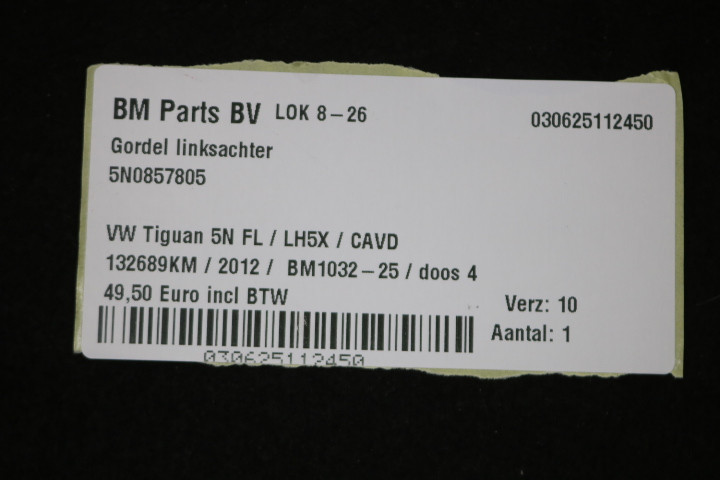 BM Parts BV LOK 8-26 030625112450
Gordel linksachter
5N0857805
VW Tiguan 5N FL / LH5X / CAVD
132689KM / 2012 / BM1032-25 / doos 4
49,50 Euro incl BTW Verz: 10
Aantal: 1
030625112450